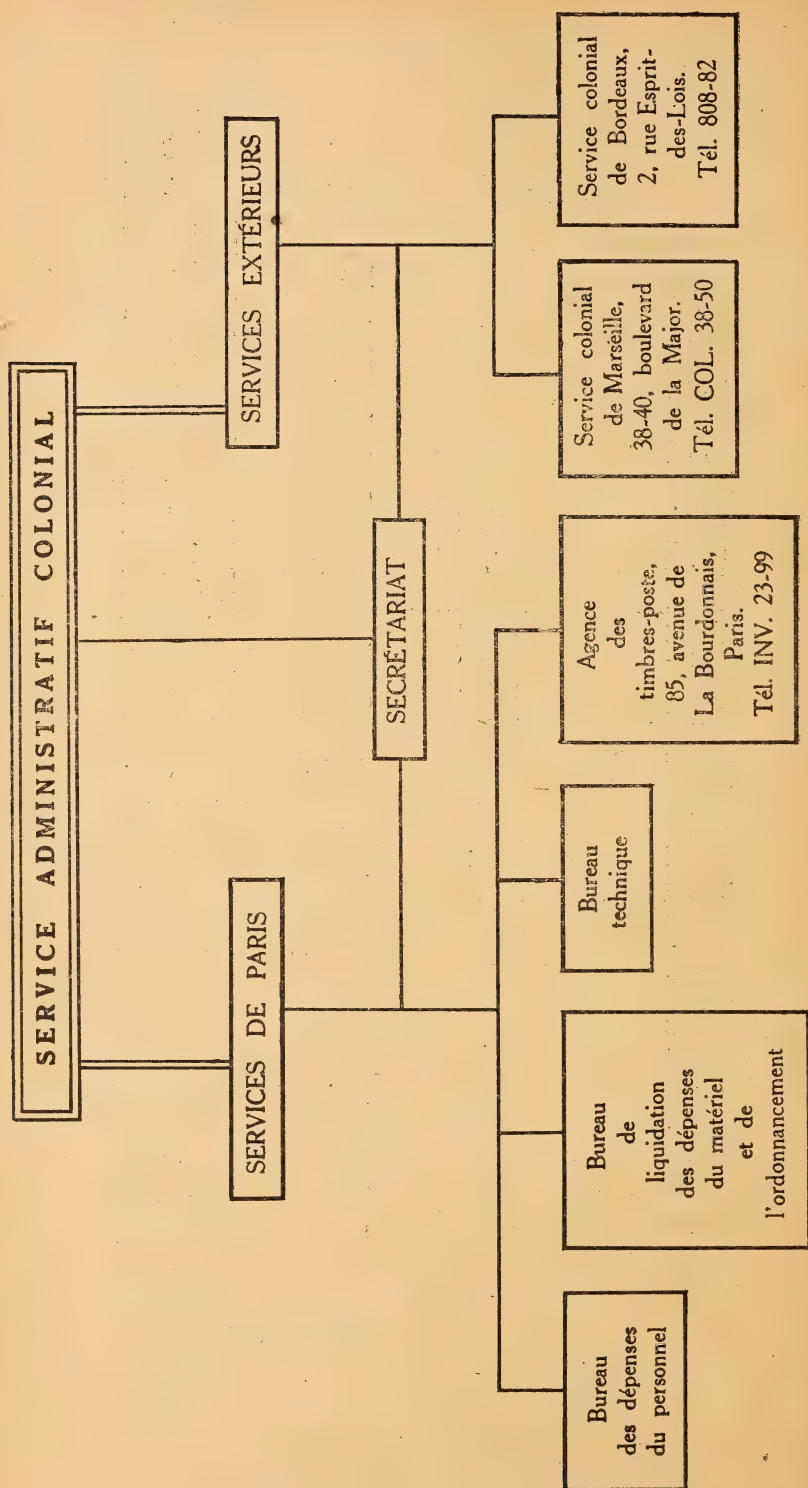 SERVICE ADMINISTRATIF COLONIAL
SERVICES DE PARIS
SERVICES EXTÉRIEURS
SECRÉTARIAT
Bureau
des dépenses
du personnel
Bureau
de
liquidation
des dépenses
du matériel
et de
l'ordonnancement
Bureau
technique
Agence
des
timbres-poste,
85, avenue de
La Bourdonnais,
Paris.
Tél. INV. 23-99
Service colonial
de Marseille,
38-40, boulevard
de la Major.
Tél. COL. 38-50
Service colonial
de Bordeaux,
2, rue Esprit-
des-Lois.
Tél. 808-82